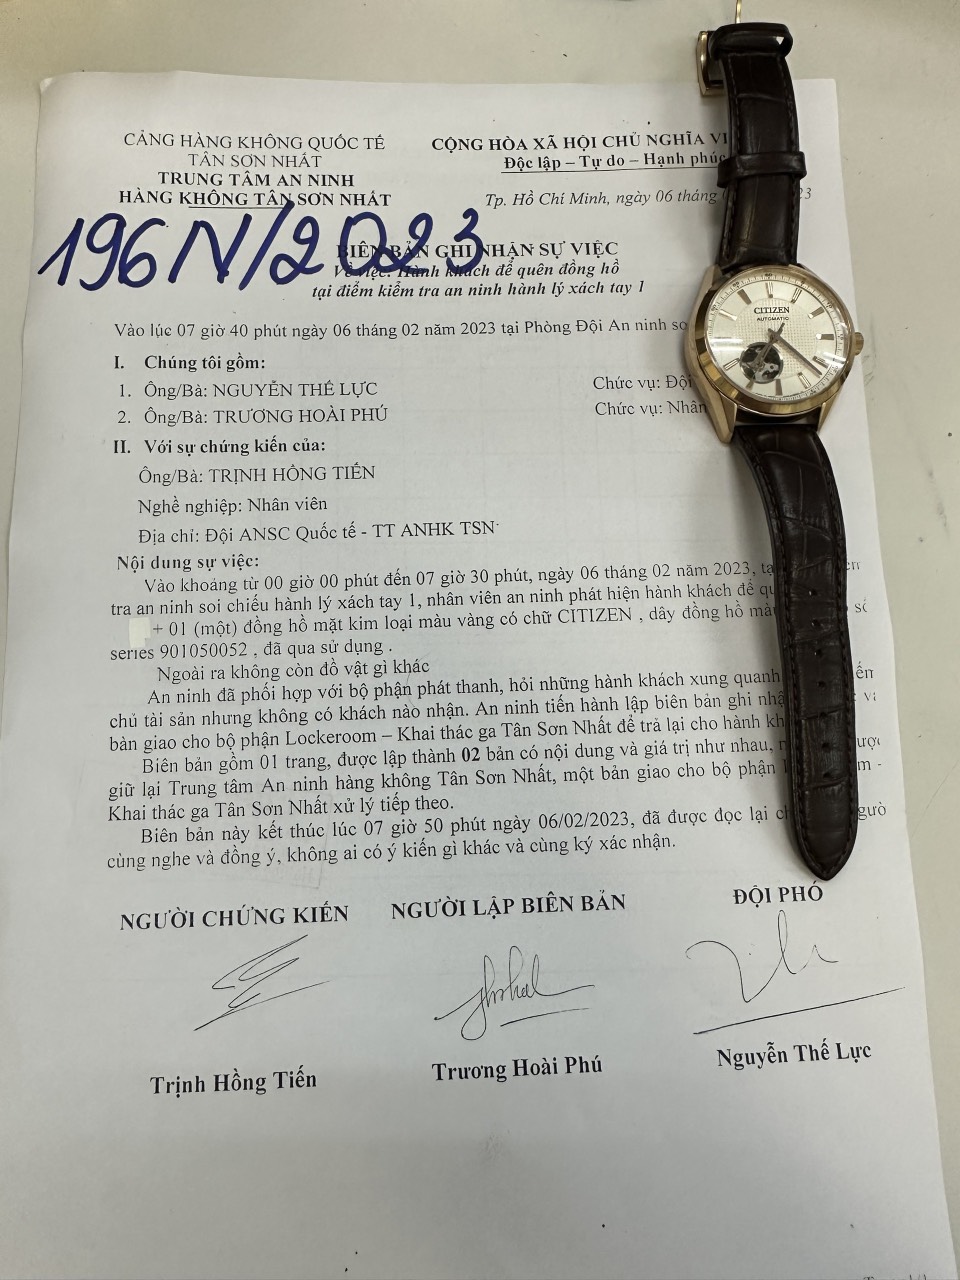 CẢNG HÀNG KHÔNG QUỐC TẾ
TÂN SƠN NHẤT
TRUNG TÂM AN NINH
HÀNG KHÔNG TÂN SƠN NHẤT
CỘNG HÒA XÃ HỘI CHỦ NGHĨA VI
Độc lập – Tự do – Hạnh phúc
Tp. Hồ Chí Minh, ngày 06 tháng
196N/2023
BIÊN BẢN GHI NHẬN SỰ VIỆC
Về việc: Hành khách để quên đồng hồ
tại điểm kiểm tra an ninh hành lý xách tay 1
Vào lúc 07 giờ 40 phút ngày 06 tháng 02 năm 2023 tại Phòng Đội An ninh so
I. Chúng tôi gồm:
1. Ông/Bà: NGUYỄN THẾ LỰC Chức vụ: Đội
2. Ông/Bà: TRƯƠNG HOÀI PHÚ Chức vụ: Nhân
II. Với sự chứng kiến của:
Ông/Bà: TRỊNH HỒNG TIẾN
Nghề nghiệp: Nhân viên
Địa chỉ: Đội ANSC Quốc tế - TT ANHK TSN
Nội dung sự việc:
Vào khoảng từ 00 giờ 00 phút đến 07 giờ 30 phút, ngày 06 tháng 02 năm 2023,
tra an ninh soi chiếu hành lý xách tay 1, nhân viên an ninh phát hiện hành khách để
+ 01 (một) đồng hồ mặt kim loại màu vàng có chữ CITIZEN , dây đồng hồ số
series 901050052 , đã qua sử dụng .
Ngoài ra không còn đồ vật gì khác
An ninh đã phối hợp với bộ phận phát thanh, hỏi những hành khách xung quanh
chủ tài sản nhưng không có khách nào nhận. An ninh tiến hành lập biên bản ghi
bàn giao cho bộ phận Lockeroom – Khai thác ga Tân Sơn Nhất để trả lại cho hành
Biên bản gồm 01 trang, được lập thành 02 bản có nội dung và giá trị như nhau,
giữ lại Trung tâm An ninh hàng không Tân Sơn Nhất, một bản giao cho bộ phận
Khai thác ga Tân Sơn Nhất xử lý tiếp theo.
Biên bản này kết thúc lúc 07 giờ 50 phút ngày 06/02/2023, đã được đọc lại
cùng nghe và đồng ý, không ai có ý kiến gì khác và cùng ký xác nhận.
NGƯỜI CHỨNG KIẾN NGƯỜI LẬP BIÊN BẢN ĐỘI PHÓ
Trịnh Hồng Tiến Trương Hoài Phú Nguyễn Thế Lực
CITIZEN
AUTOMATIC